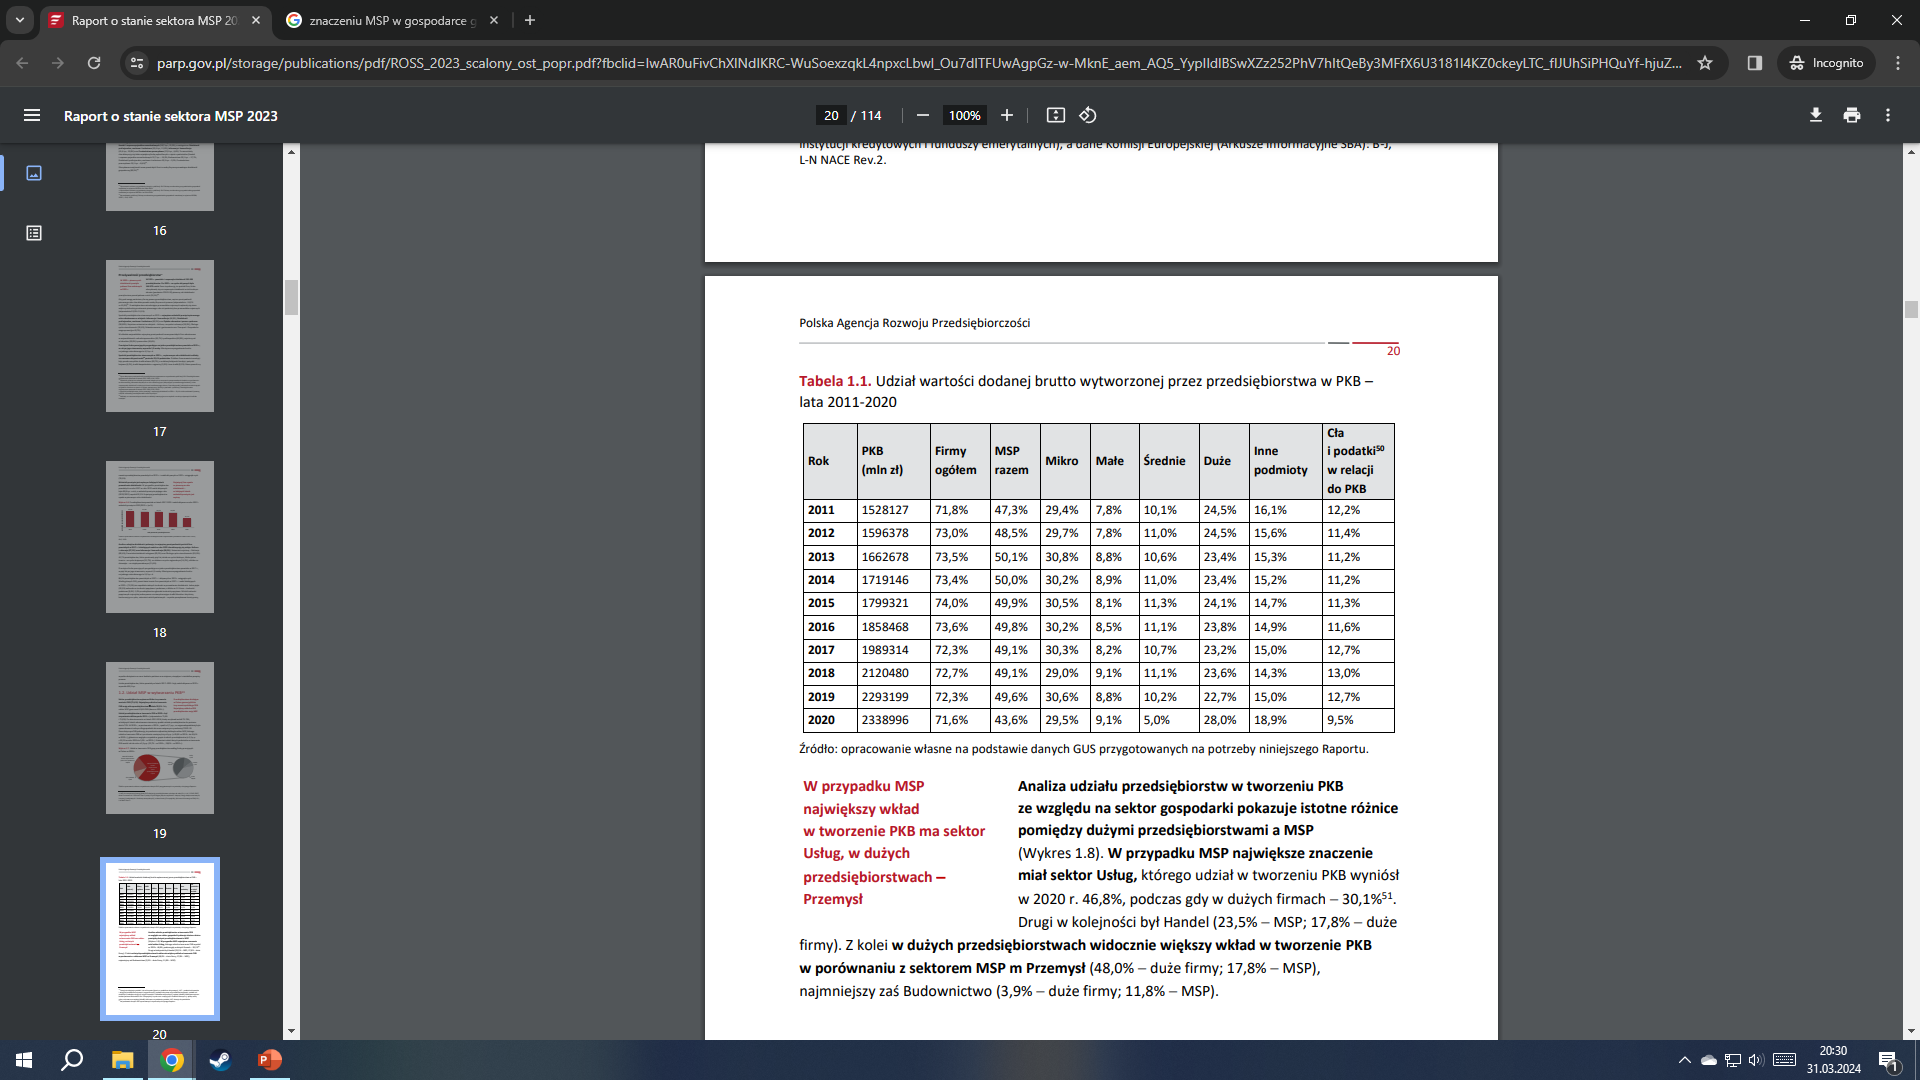 Raport o stanie sektora MSP 20
znaczeniu MSP w gospodarce g
parp.gov.pl/storage/publications/pdf/ROSS_2023_scalony_ost_popr.pdf?fbclid=
Incognito
Raport o stanie sektora MSP 2023
20 / 114
100%
16
17
18
19
20
instytucji kredytowych i funduszy emerytalnych), a dane Komisji Europejskiej (Arkusze Informacyjne SBA): B-J,
L-N NACE Rev.2.
Polska Agencja Rozwoju Przedsiębiorczości
20
Tabela 1.1. Udział wartości dodanej brutto wytworzonej przez przedsiębiorstwa w PKB –
lata 2011-2020
Rok PKB (mln zł) Firmy ogółem MSP razem Mikro Małe Średnie Duże Inne podmioty Cła i podatki50 w relacji do PKB
2011 1528127 71,8% 47,3% 29,4% 7,8% 10,1% 24,5% 16,1% 12,2%
2012 1596378 73,0% 48,5% 29,7% 7,8% 11,0% 24,5% 15,6% 11,4%
2013 1662678 73,5% 50,1% 30,8% 8,8% 10,6% 23,4% 15,3% 11,2%
2014 1719146 73,4% 50,0% 30,2% 8,9% 11,0% 23,4% 15,2% 11,2%
2015 1799321 74,0% 49,9% 30,5% 8,1% 11,3% 24,1% 14,7% 11,3%
2016 1858468 73,6% 49,8% 30,2% 8,5% 11,1% 23,8% 14,9% 11,6%
2017 1989314 72,3% 49,1% 30,3% 8,2% 10,7% 23,2% 15,0% 12,7%
2018 2120480 72,7% 49,1% 29,0% 9,1% 11,1% 23,6% 14,3% 13,0%
2019 2293199 72,3% 49,6% 30,6% 8,8% 10,2% 22,7% 15,0% 12,7%
2020 2338996 71,6% 43,6% 29,5% 9,1% 5,0% 28,0% 18,9% 9,5%
Źródło: opracowanie własne na podstawie danych GUS przygotowanych na potrzeby niniejszego Raportu.
W przypadku MSP
największy wkład
w tworzenie PKB ma sektor
Usług, w dużych
przedsiębiorstwach –
Przemysł
Analiza udziału przedsiębiorstw w tworzeniu PKB
ze względu na sektor gospodarki pokazuje istotne różnice
pomiędzy dużymi przedsiębiorstwami a MSP
(Wykres 1.8). W przypadku MSP największe znaczenie
miał sektor Usług, którego udział w tworzeniu PKB wyniósł
w 2020 r. 46,8%, podczas gdy w dużych firmach – 30,1%51.
Drugi w kolejności był Handel (23,5% – MSP; 17,8% – duże
firmy). Z kolei w dużych przedsiębiorstwach widocznie większy wkład w tworzenie PKB
w porównaniu z sektorem MSP m Przemysł (48,0% – duże firmy; 17,8% – MSP),
najmniejszy zaś Budownictwo (3,9% – duże firmy; 11,8% – MSP).
20:30
31.03.2024
1